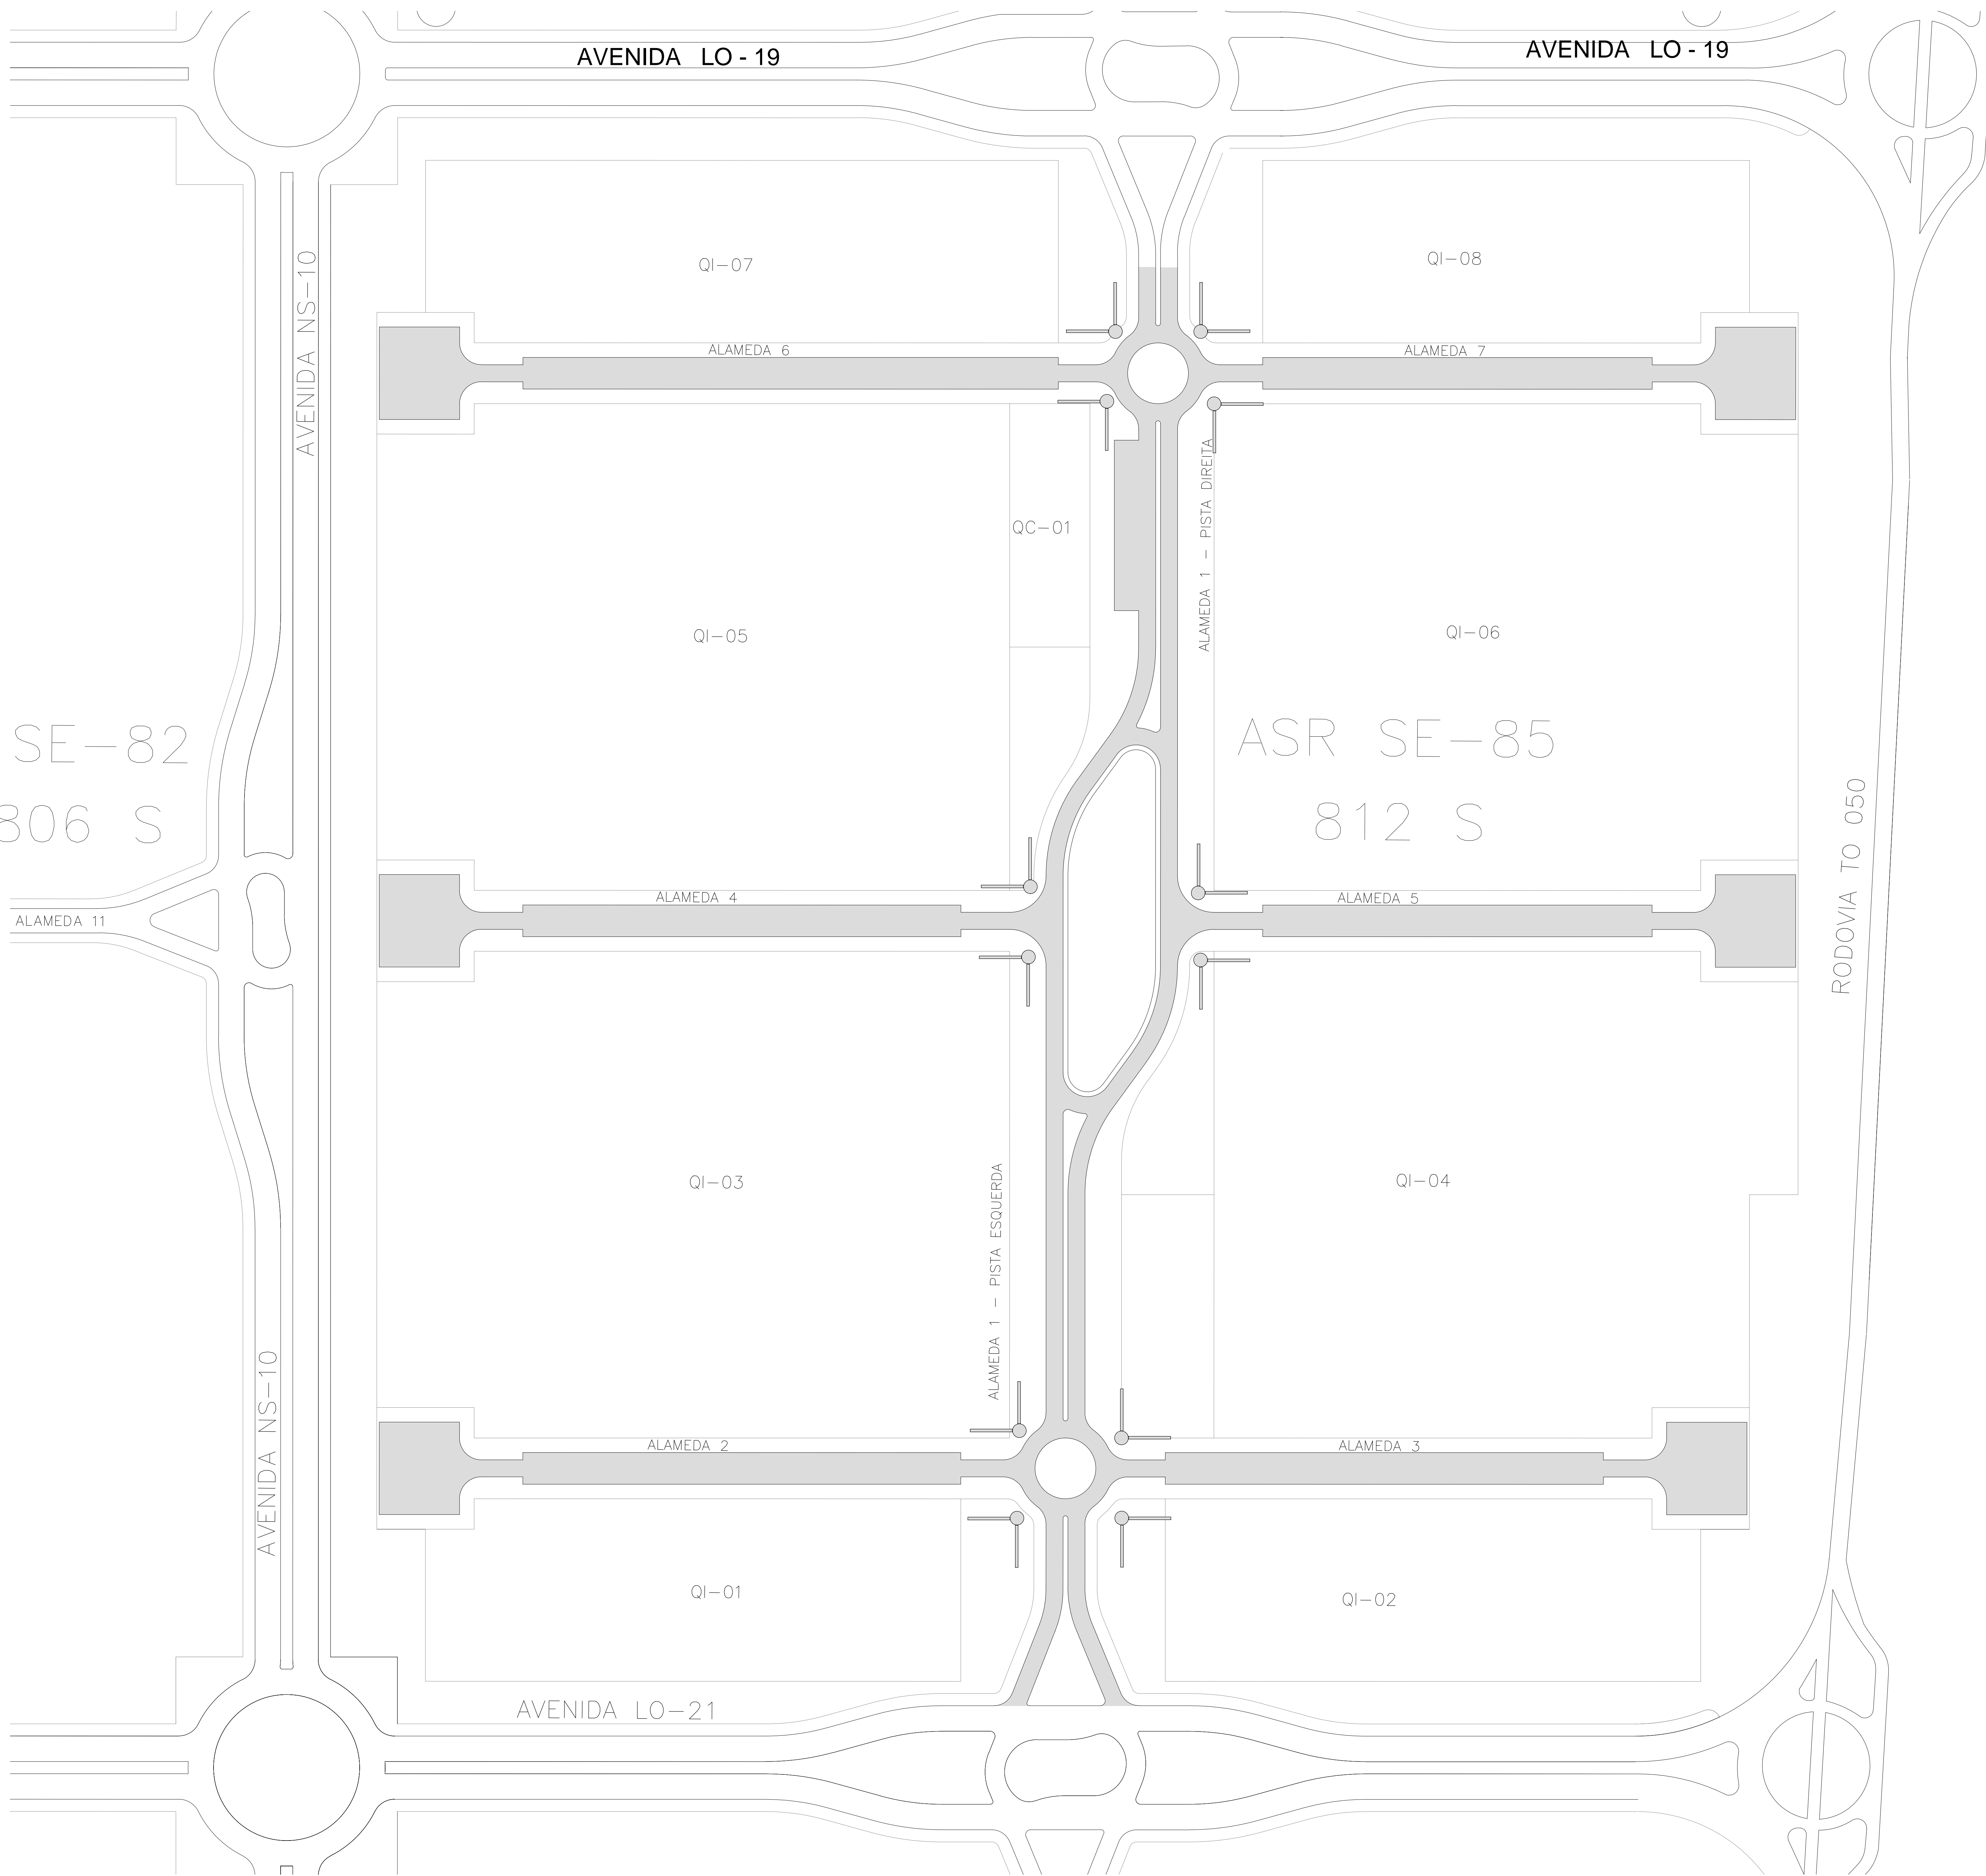 AVENIDA LO - 19
AVENIDA LO - 19
AVENIDA NS-10
QI-07
QI-08
ALAMEDA 6
ALAMEDA 7
QC-01
ALAMEDA 1 - PISTA DIREITA
QI-05
QI-06
SE-82
806 S
ASR SE-85
812 S
RODOVIA TO 050
ALAMEDA 4
ALAMEDA 5
ALAMEDA 11
QI-03
QI-04
ALAMEDA 1 - PISTA ESQUERDA
AVENIDA NS-10
ALAMEDA 2
ALAMEDA 3
QI-01
QI-02
AVENIDA LO-21